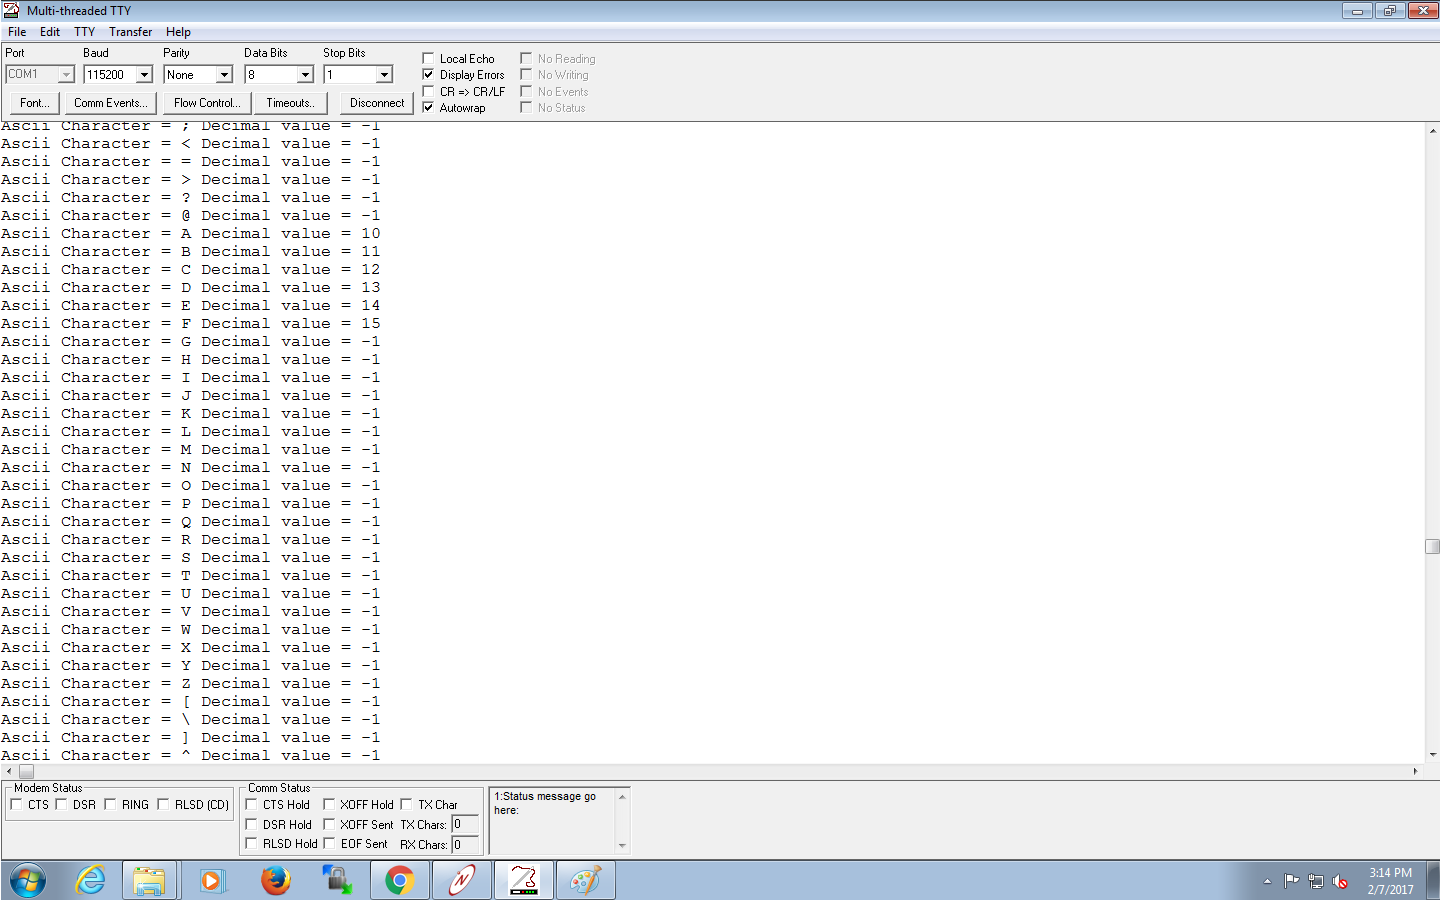 Multi-threaded TTY
File Edit TTY Transfer Help
Port Baud Parity Data Bits Stop Bits
COM1 115200 None 8 1
Local Echo No Reading
Display Errors No Writing
CR => CR/LF No Events
Autowrap No Status
Font... Comm Events... Flow Control... Timeouts.. Disconnect
Ascii Character = ; Decimal value = -1
Ascii Character = < Decimal value = -1
Ascii Character = = Decimal value = -1
Ascii Character = > Decimal value = -1
Ascii Character = ? Decimal value = -1
Ascii Character = @ Decimal value = -1
Ascii Character = A Decimal value = 10
Ascii Character = B Decimal value = 11
Ascii Character = C Decimal value = 12
Ascii Character = D Decimal value = 13
Ascii Character = E Decimal value = 14
Ascii Character = F Decimal value = 15
Ascii Character = G Decimal value = -1
Ascii Character = H Decimal value = -1
Ascii Character = I Decimal value = -1
Ascii Character = J Decimal value = -1
Ascii Character = K Decimal value = -1
Ascii Character = L Decimal value = -1
Ascii Character = M Decimal value = -1
Ascii Character = N Decimal value = -1
Ascii Character = O Decimal value = -1
Ascii Character = P Decimal value = -1
Ascii Character = Q Decimal value = -1
Ascii Character = R Decimal value = -1
Ascii Character = S Decimal value = -1
Ascii Character = T Decimal value = -1
Ascii Character = U Decimal value = -1
Ascii Character = V Decimal value = -1
Ascii Character = W Decimal value = -1
Ascii Character = X Decimal value = -1
Ascii Character = Y Decimal value = -1
Ascii Character = Z Decimal value = -1
Ascii Character = [ Decimal value = -1
Ascii Character = \ Decimal value = -1
Ascii Character = ] Decimal value = -1
Ascii Character = ^ Decimal value = -1
Modem Status
CTS DSR RING RLSD (CD)
Comm Status
CTS Hold XOFF Hold TX Char
DSR Hold XOFF Sent TX Chars: 0
RLSD Hold EOF Sent RX Chars: 0
1:Status message go
here:
3:14 PM
2/7/2017